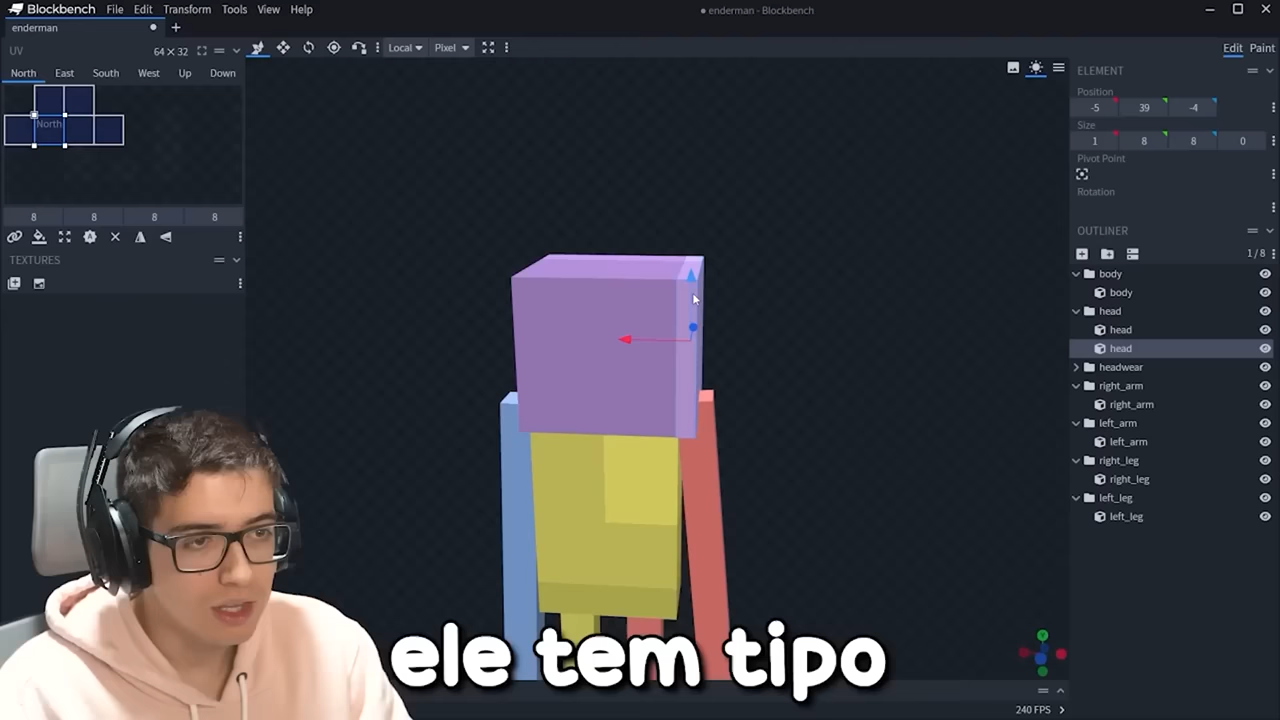 Blockbench File Edit Transform Tools View Help
enderman - Blockbench
enderman
UV 64×32
Local Pixel
Edit Paint
North East South West Up Down
North
8 8 8 8
TEXTURES
ELEMENT
Position
-5 39 -4
Size
1 8 8 0
Pivot Point
Rotation
OUTLINER
1/8
body
body
head
head
head
headwear
right_arm
right_arm
left_arm
left_arm
right_leg
right_leg
left_leg
left_leg
ele tem tipo
240 FPS